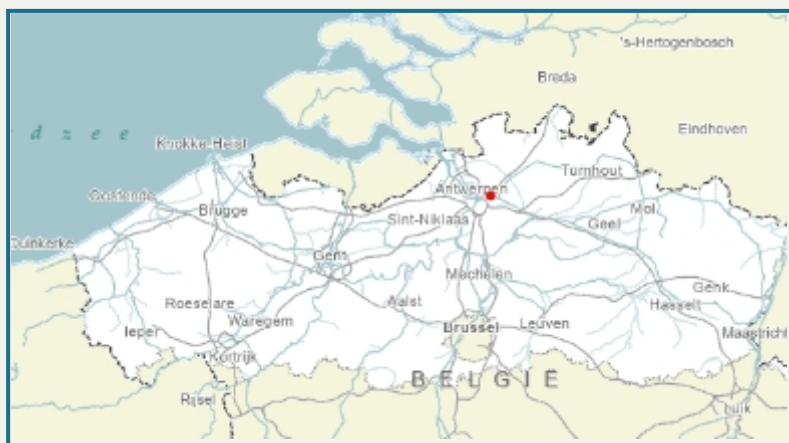 's-Hertogenbosch
Breda
Eindhoven
d z e e
Knokke-Heist
Turnhout
Antwerpen
Oostende
Brugge
Mol
Sint-Niklaas
Geel
Duinkerke
Gent
Mechelen
Genk
Roeselare
Aalst
Hasselt
Waregem
Ieper
Brussel
Leuven
Maastricht
Kortrijk
BELGIË
Rijsel
Luik